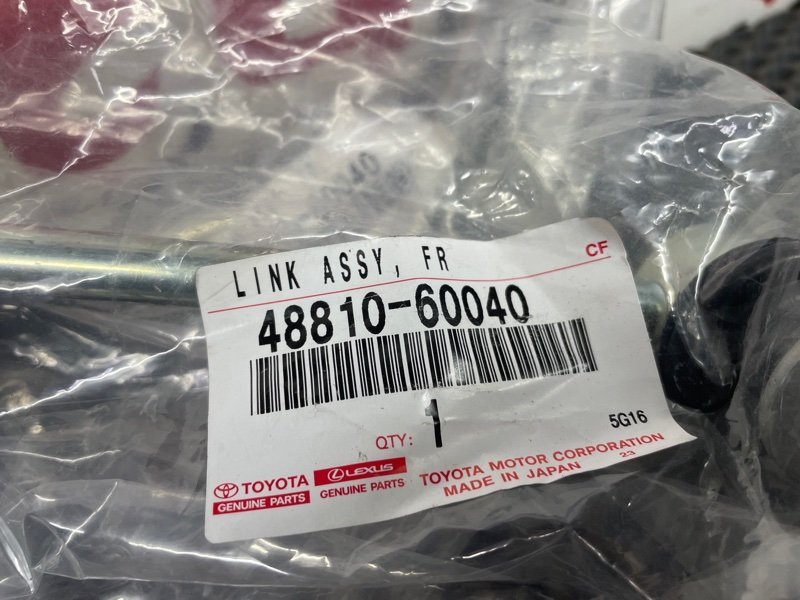 40
LINK ASSY, FR
CF
48810-60040
QTY: 1
5G16
TOYOTA
GENUINE PARTS
LEXUS
GENUINE PARTS
TOYOTA MOTOR CORPORATION
MADE IN JAPAN 23